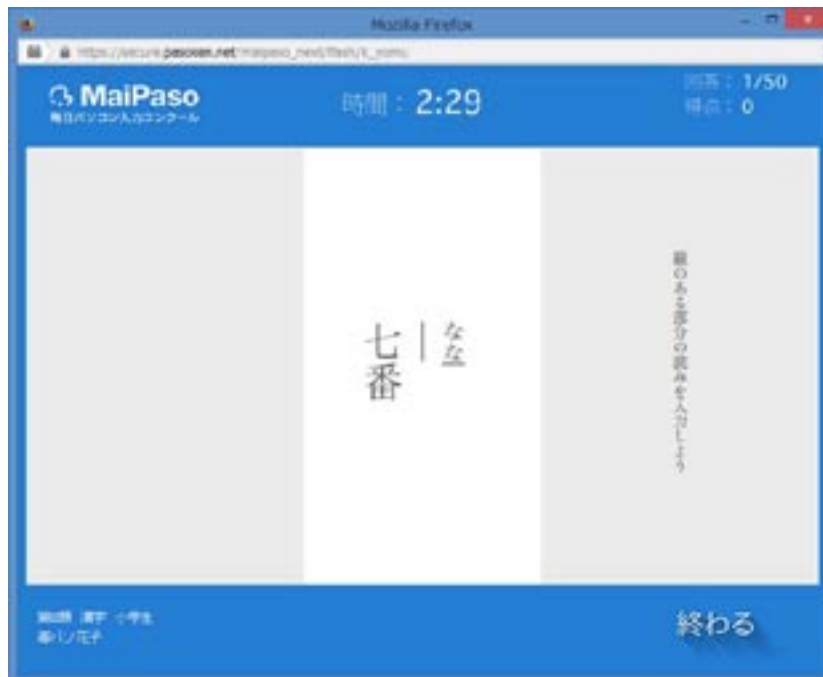 Mozilla Firefox
MaiPaso
毎日パソコン入力コンクール
時間：2:29
回答：1/50
得点：0
線のある部分の読みを入力しよう
なな
七番
漢字 小学生
終わる